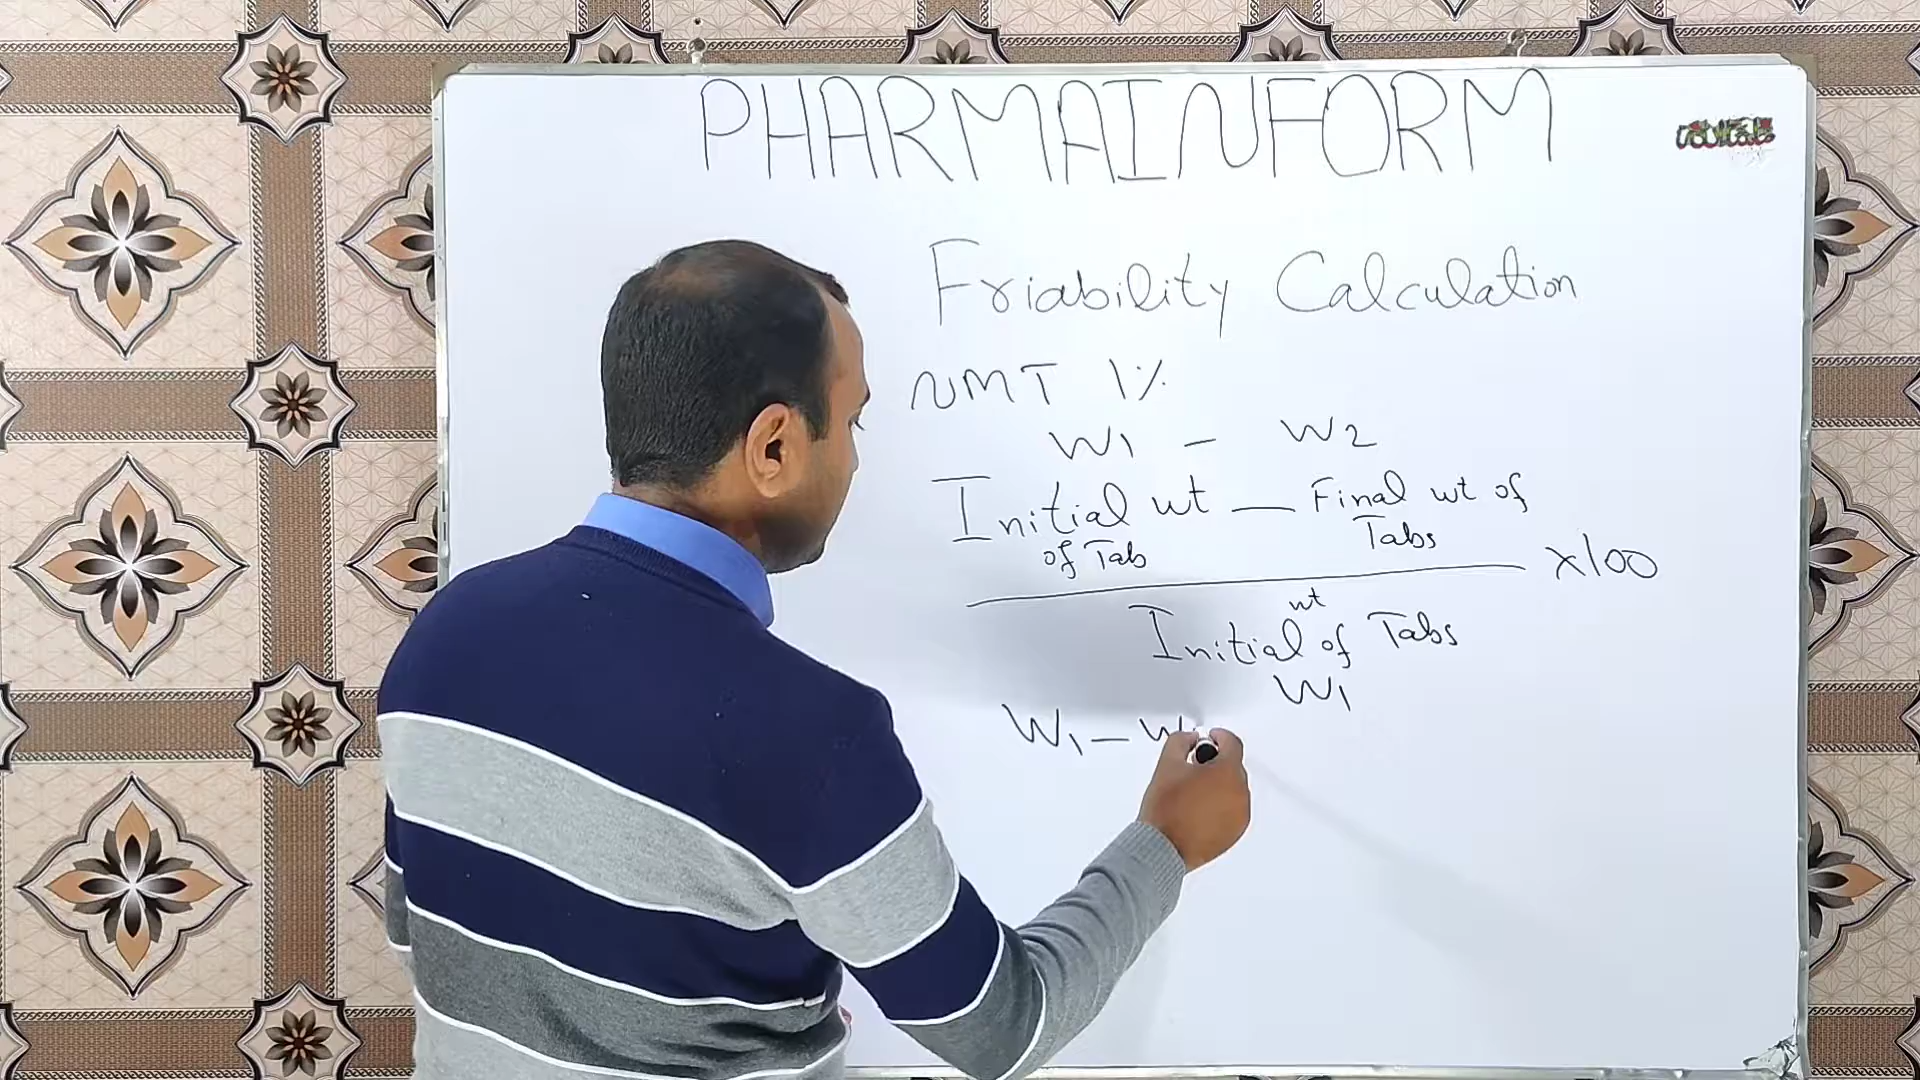 PHARMAINFORM
Friability Calculation
NMT 1%
W1 - W2
Initial wt — Final wt of
of Tab Tabs
x100
wt
Initial of Tabs
W1
W1 - W